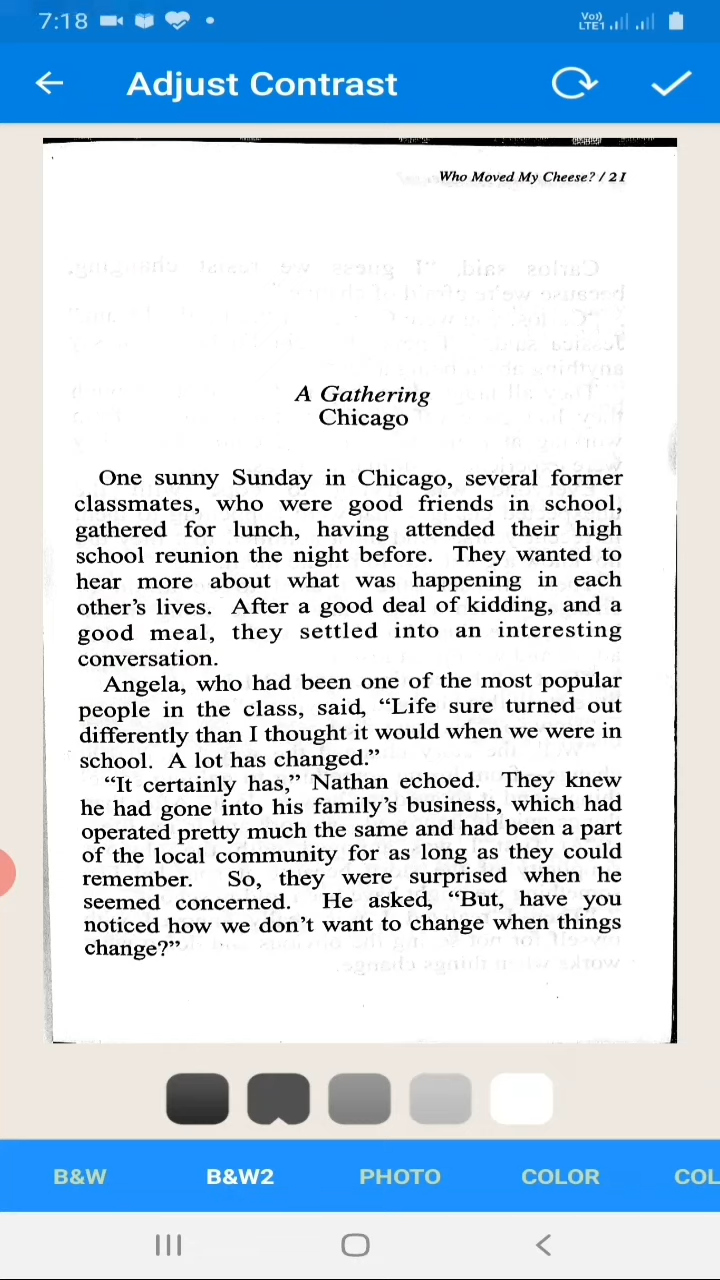 7:18
Vo))
LTE1
Adjust Contrast
Who Moved My Cheese? / 21
A Gathering
Chicago
One sunny Sunday in Chicago, several former
classmates, who were good friends in school,
gathered for lunch, having attended their high
school reunion the night before. They wanted to
hear more about what was happening in each
other's lives. After a good deal of kidding, and a
good meal, they settled into an interesting
conversation.
Angela, who had been one of the most popular
people in the class, said, “Life sure turned out
differently than I thought it would when we were in
school. A lot has changed.”
“It certainly has,” Nathan echoed. They knew
he had gone into his family's business, which had
operated pretty much the same and had been a part
of the local community for as long as they could
remember. So, they were surprised when he
seemed concerned. He asked, “But, have you
noticed how we don't want to change when things
change?”
B&W B&W2 PHOTO COLOR COL